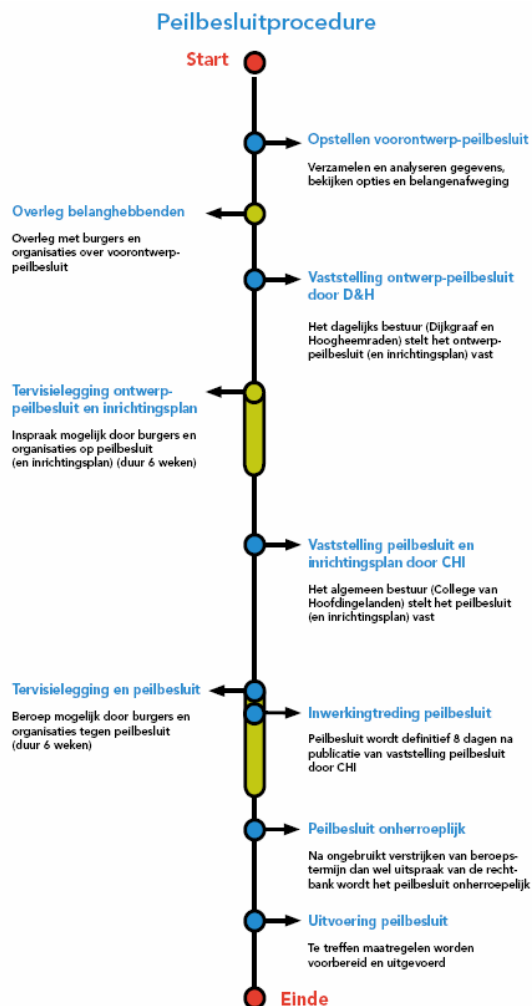 Peilbesluitprocedure
Start
Opstellen voorontwerp-peilbesluit
Verzamelen en analyseren gegevens,
bekijken opties en belangenafweging
Overleg belanghebbenden
Overleg met burgers en
organisaties over voorontwerp-
peilbesluit
Vaststelling ontwerp-peilbesluit
door D&H
Het dagelijks bestuur (Dijkgraaf en
Hoogheemraden) stelt het ontwerp-
peilbesluit (en inrichtingsplan) vast
Tervisielegging ontwerp-
peilbesluit en inrichtingsplan
Inspraak mogelijk door burgers en
organisaties op peilbesluit
(en inrichtingsplan) (duur 6 weken)
Vaststelling peilbesluit en
inrichtingsplan door CHI
Het algemeen bestuur (College van
Hoofdingelanden) stelt het peilbesluit
(en inrichtingsplan) vast
Tervisielegging en peilbesluit
Beroep mogelijk door burgers en
organisaties tegen peilbesluit
(duur 6 weken)
Inwerkingtreding peilbesluit
Peilbesluit wordt definitief 8 dagen na
publicatie van vaststelling peilbesluit
door CHI
Peilbesluit onherroeplijk
Na ongebruikt verstrijken van beroeps-
termijn dan wel uitspraak van de recht-
bank wordt het peilbesluit onherroepelijk
Uitvoering peilbesluit
Te treffen maatregelen worden
voorbereid en uitgevoerd
Einde